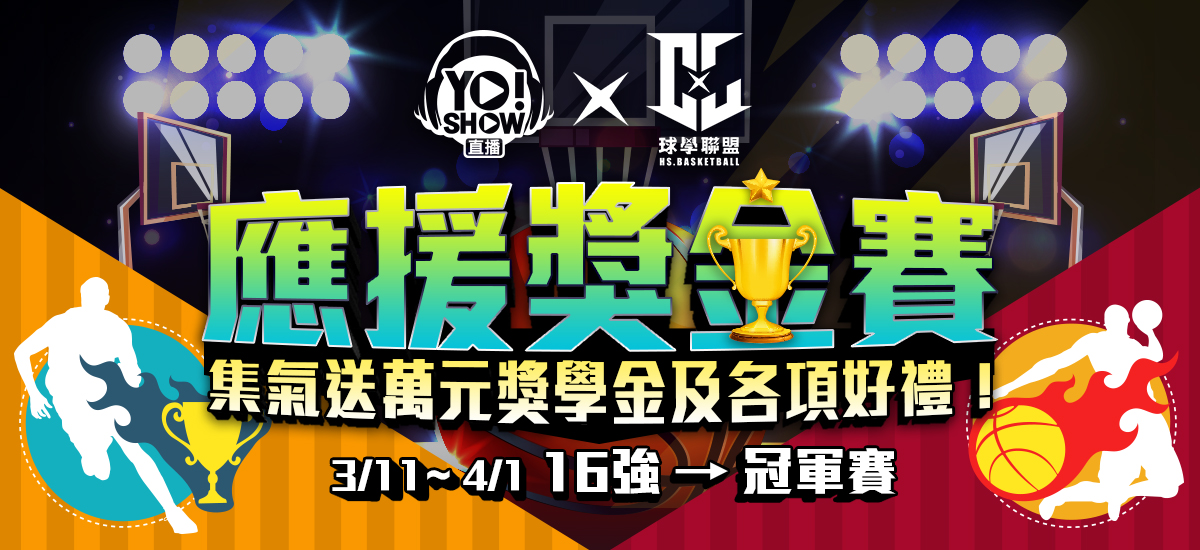 YO!
SHOW
直播
球學聯盟
HS.BASKETBALL
應援獎金賽
集氣送萬元獎學金及各項好禮！
3/11~4/1 16強→冠軍賽